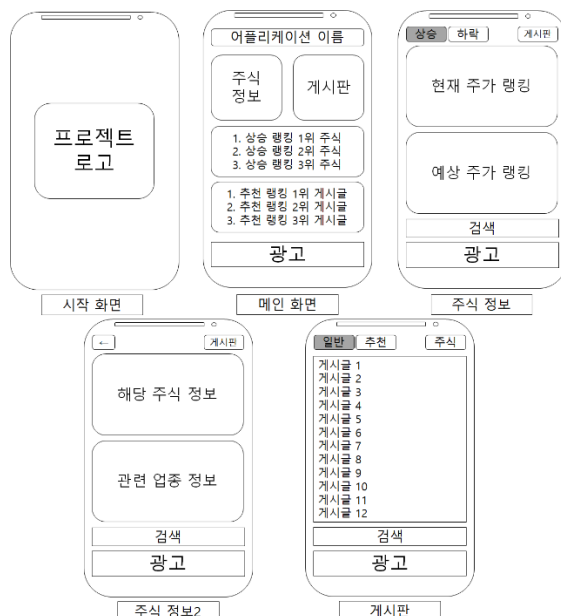 프로젝트
로고
시작 화면
어플리케이션 이름
주식
정보
게시판
1. 상승 랭킹 1위 주식
2. 상승 랭킹 2위 주식
3. 상승 랭킹 3위 주식
1. 추천 랭킹 1위 게시글
2. 추천 랭킹 2위 게시글
3. 추천 랭킹 3위 게시글
광고
메인 화면
상승 하락 게시판
현재 주가 랭킹
예상 주가 랭킹
검색
광고
주식 정보
← 게시판
해당 주식 정보
관련 업종 정보
검색
광고
주식 정보2
일반 추천 주식
게시글 1
게시글 2
게시글 3
게시글 4
게시글 5
게시글 6
게시글 7
게시글 8
게시글 9
게시글 10
게시글 11
게시글 12
검색
광고
게시판